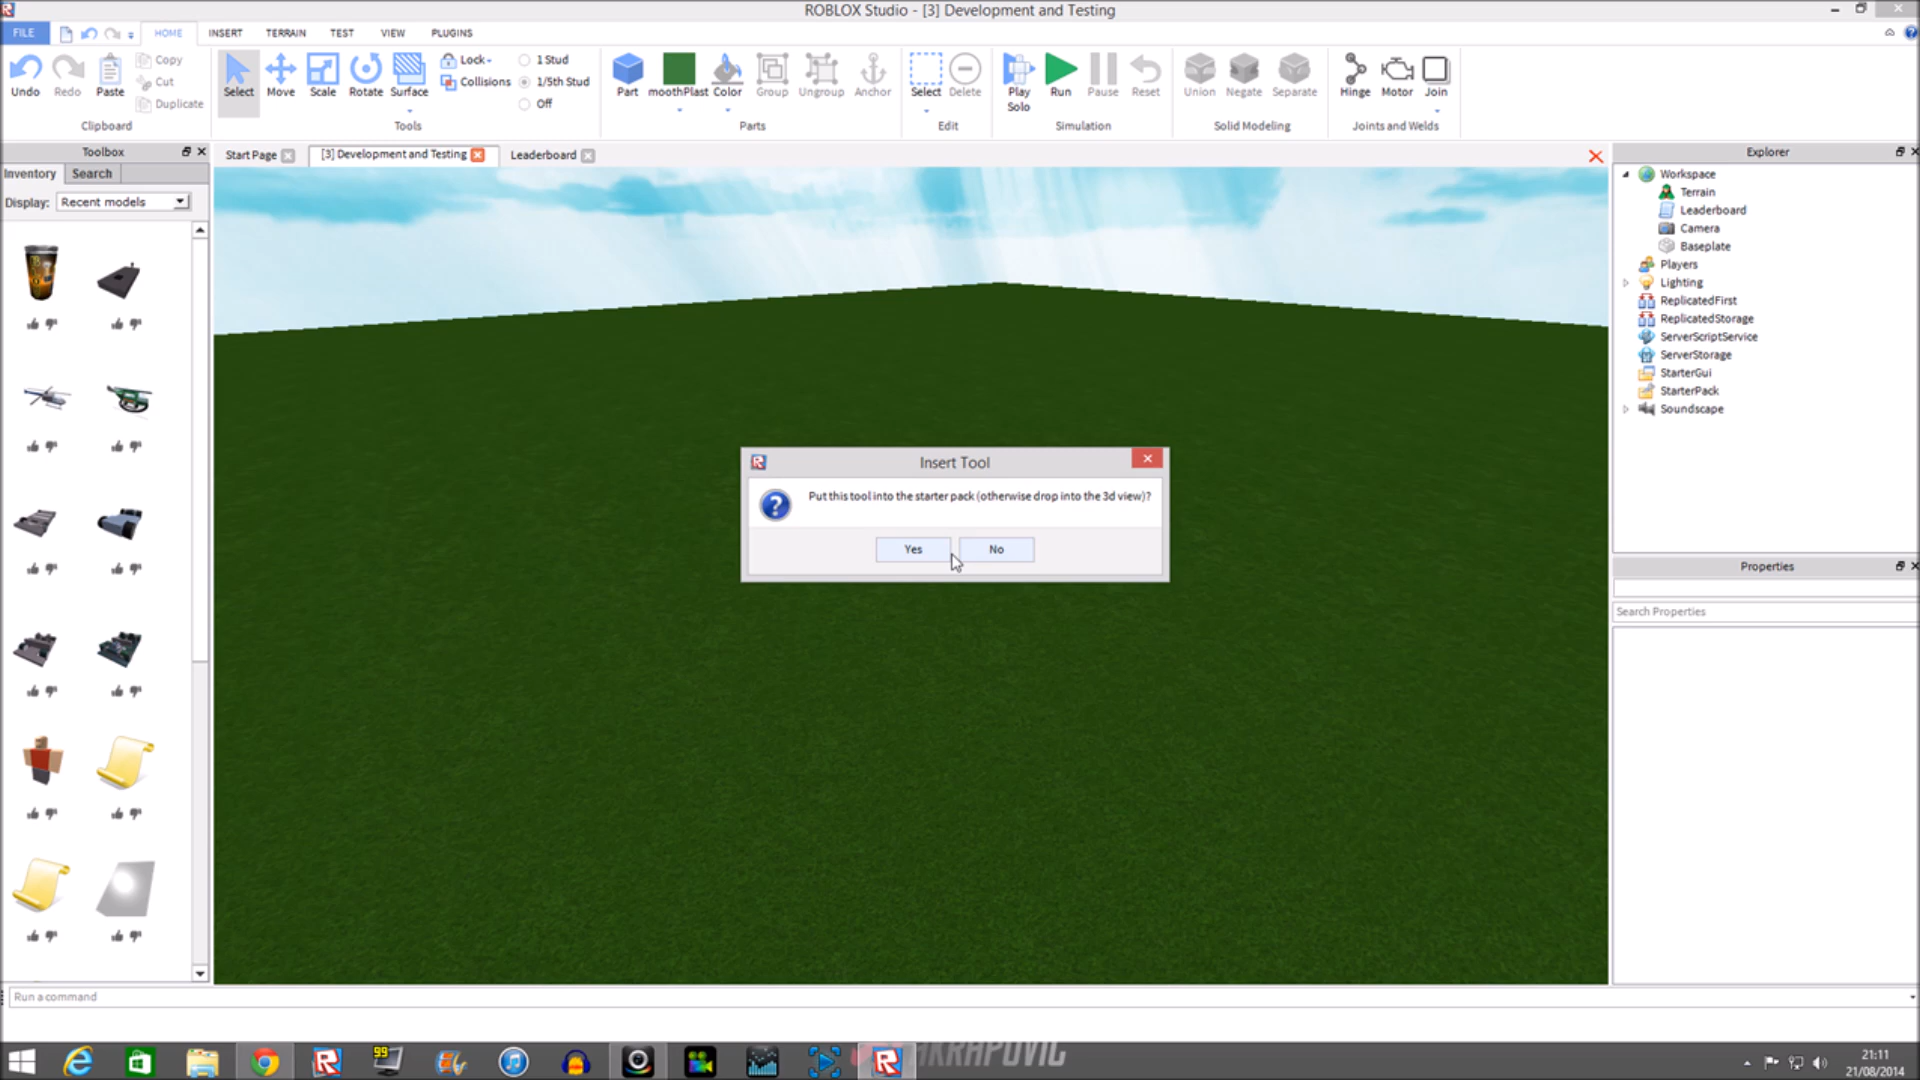 ROBLOX Studio - [3] Development and Testing
FILE HOME INSERT TERRAIN TEST VIEW PLUGINS
Undo Redo Paste Copy Cut Duplicate
Clipboard
Select Move Scale Rotate Surface Lock Collisions 1 Stud 1/5th Stud Off
Tools
Part moothPlast Color Group Ungroup Anchor
Parts
Select Delete
Edit
Play Solo Run Pause Reset
Simulation
Union Negate Separate
Solid Modeling
Hinge Motor Join
Joints and Welds
Toolbox
Inventory Search
Display: Recent models
Start Page [3] Development and Testing Leaderboard
Insert Tool
Put this tool into the starter pack (otherwise drop into the 3d view)?
Yes No
Explorer
Workspace
Terrain
Leaderboard
Camera
Baseplate
Players
Lighting
ReplicatedFirst
ReplicatedStorage
ServerScriptService
ServerStorage
StarterGui
StarterPack
Soundscape
Properties
Search Properties
Run a command
99
AKRAPOVIC
21:11
21/08/2014